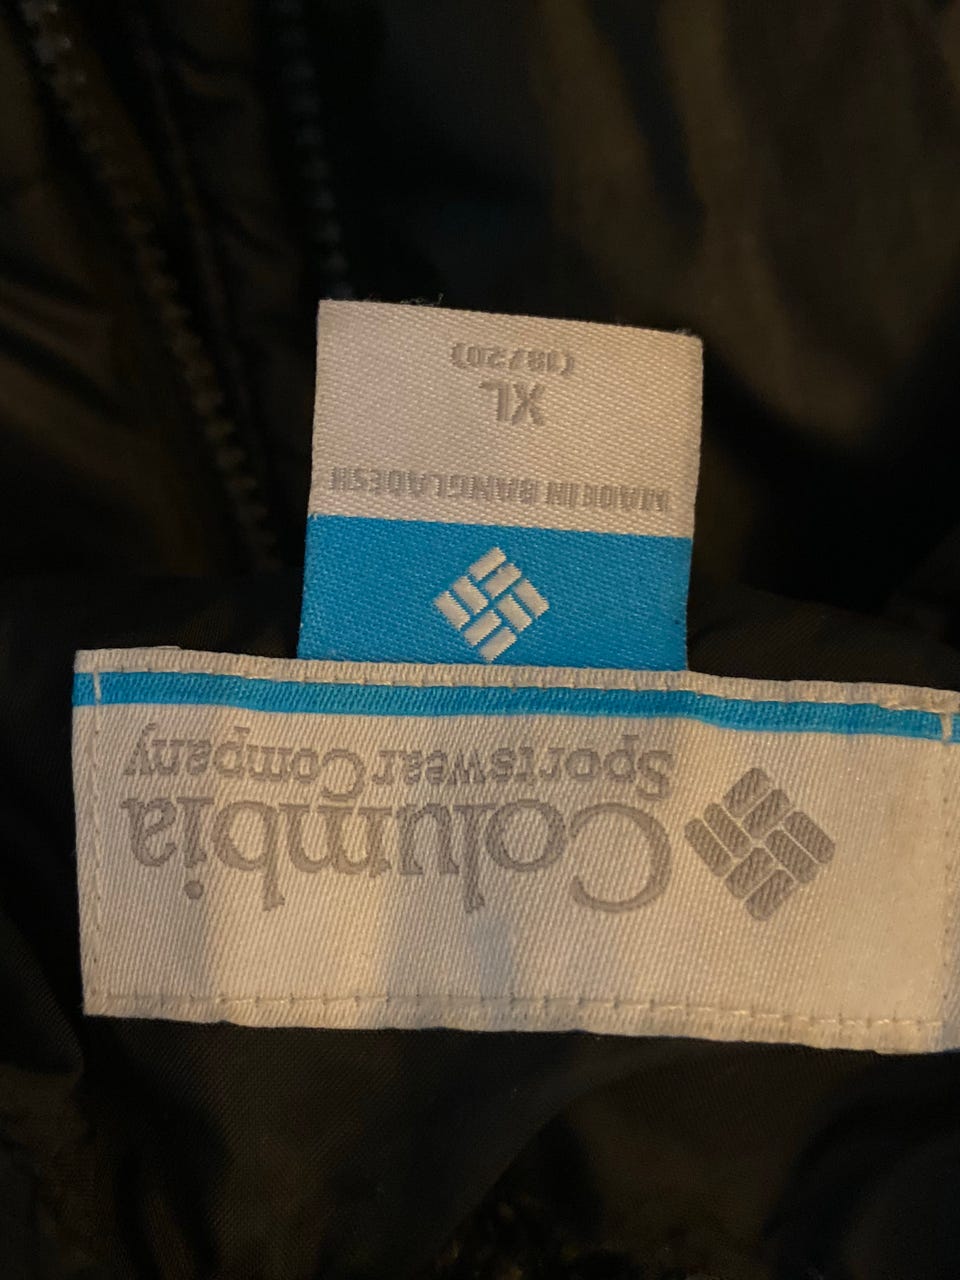 Columbia
Sportswear Company
MADE IN BANGLADESH
XL
(18/20)